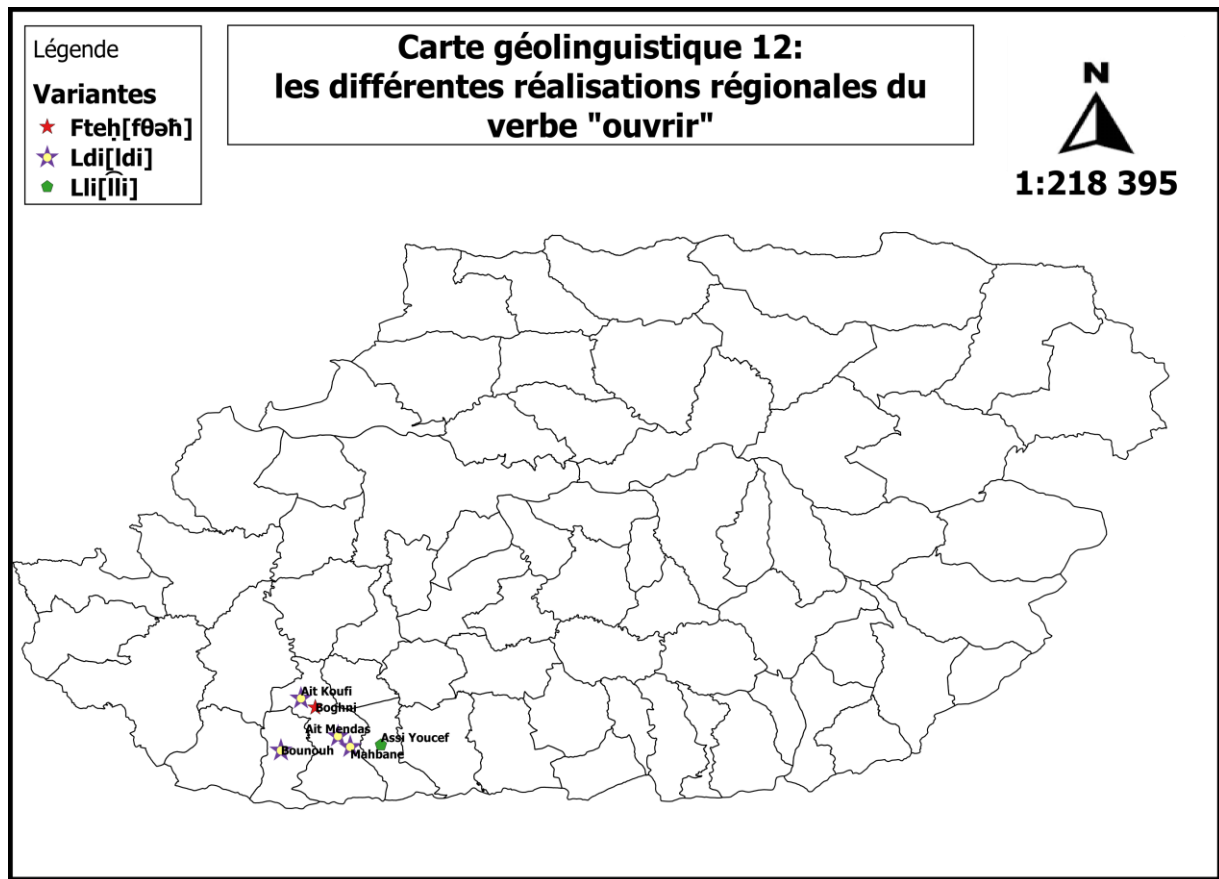 Légende
Variantes
Fteḥ[fθəħ]
Ldi[ldi]
Lli[l͡li]
Carte géolinguistique 12:
les différentes réalisations régionales du
verbe "ouvrir"
N
1:218 395
Ait Koufi
Boghni
Ait Mendas
Assi Youcef
Bounouh
Mahbane